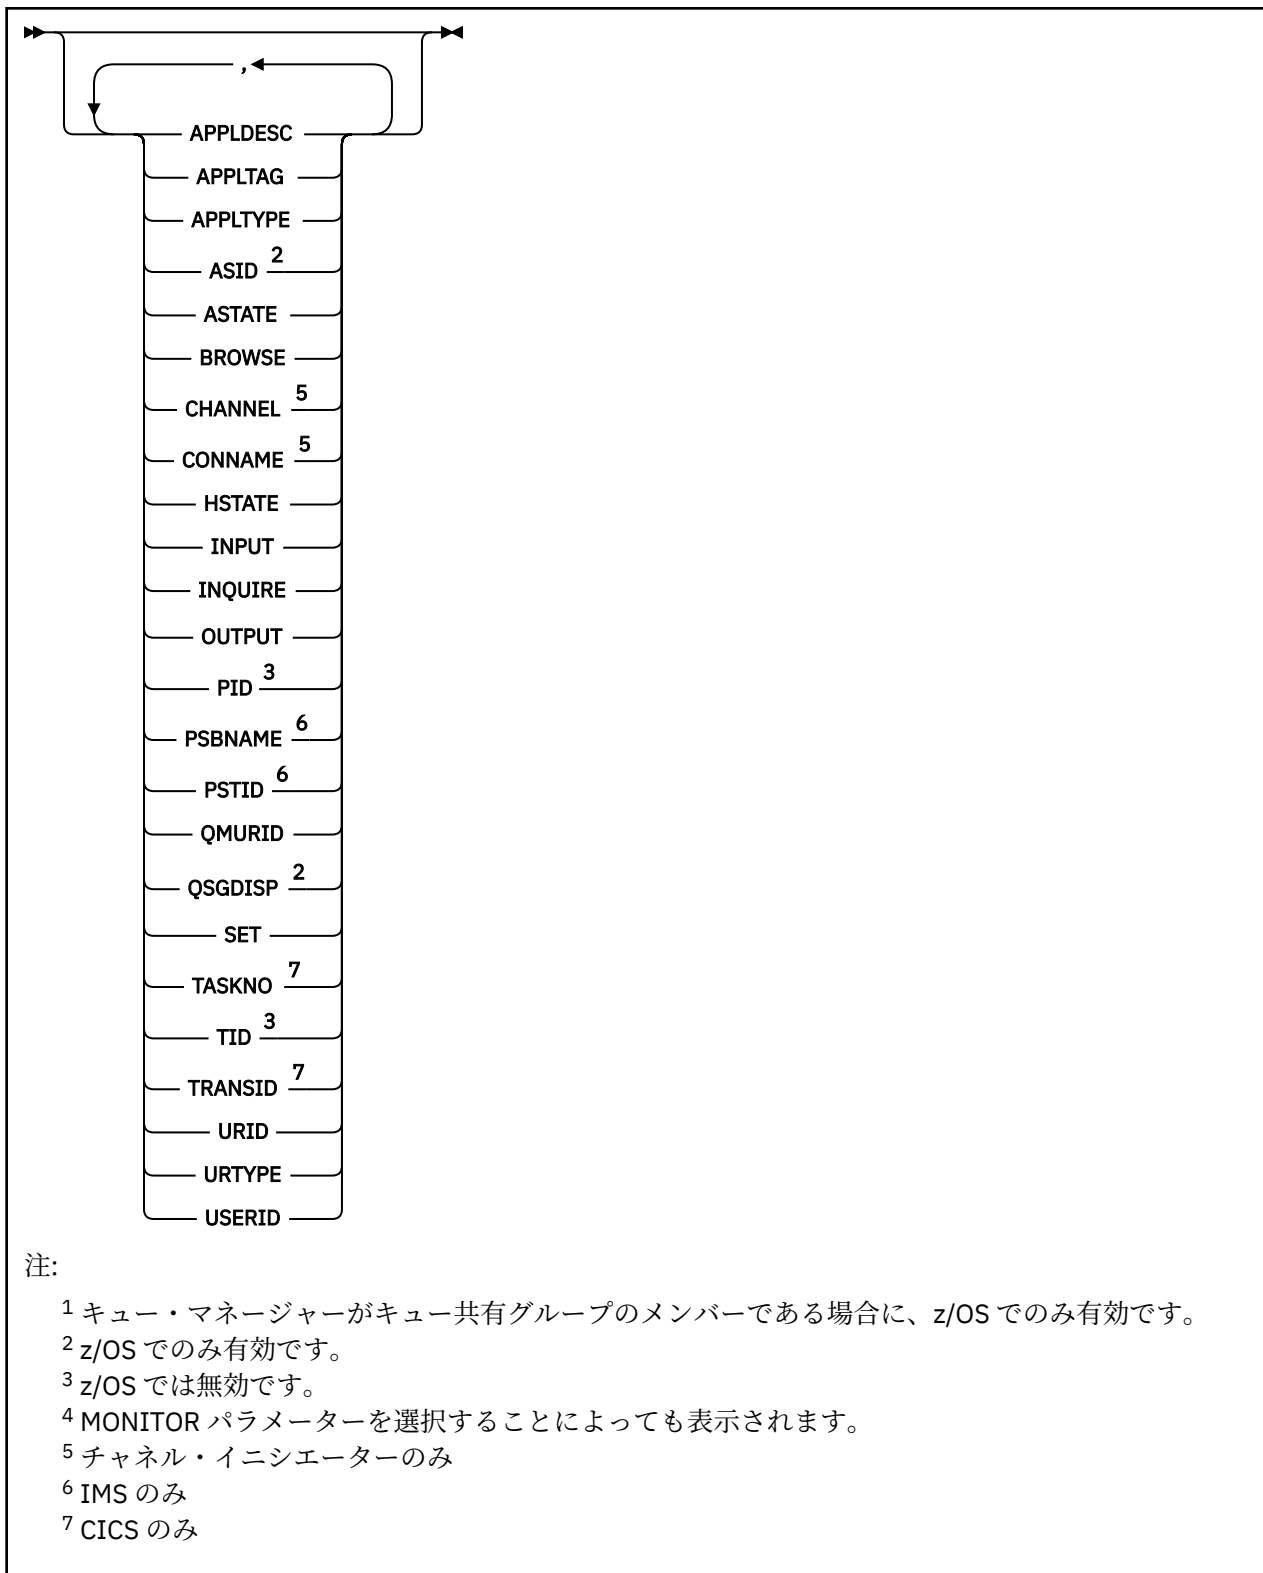 ,
APPLDESC
APPLTAG
APPLTYPE
ASID 2
ASTATE
BROWSE
CHANNEL 5
CONNAME 5
HSTATE
INPUT
INQUIRE
OUTPUT
PID 3
PSBNAME 6
PSTID 6
QMURID
QSGDISP 2
SET
TASKNO 7
TID 3
TRANSID 7
URID
URTYPE
USERID
注:
1 キュー・マネージャーがキュー共有グループのメンバーである場合に、z/OS でのみ有効です。
2 z/OS でのみ有効です。
3 z/OS では無効です。
4 MONITOR パラメーターを選択することによっても表示されます。
5 チャネル・イニシエーターのみ
6 IMS のみ
7 CICS のみ